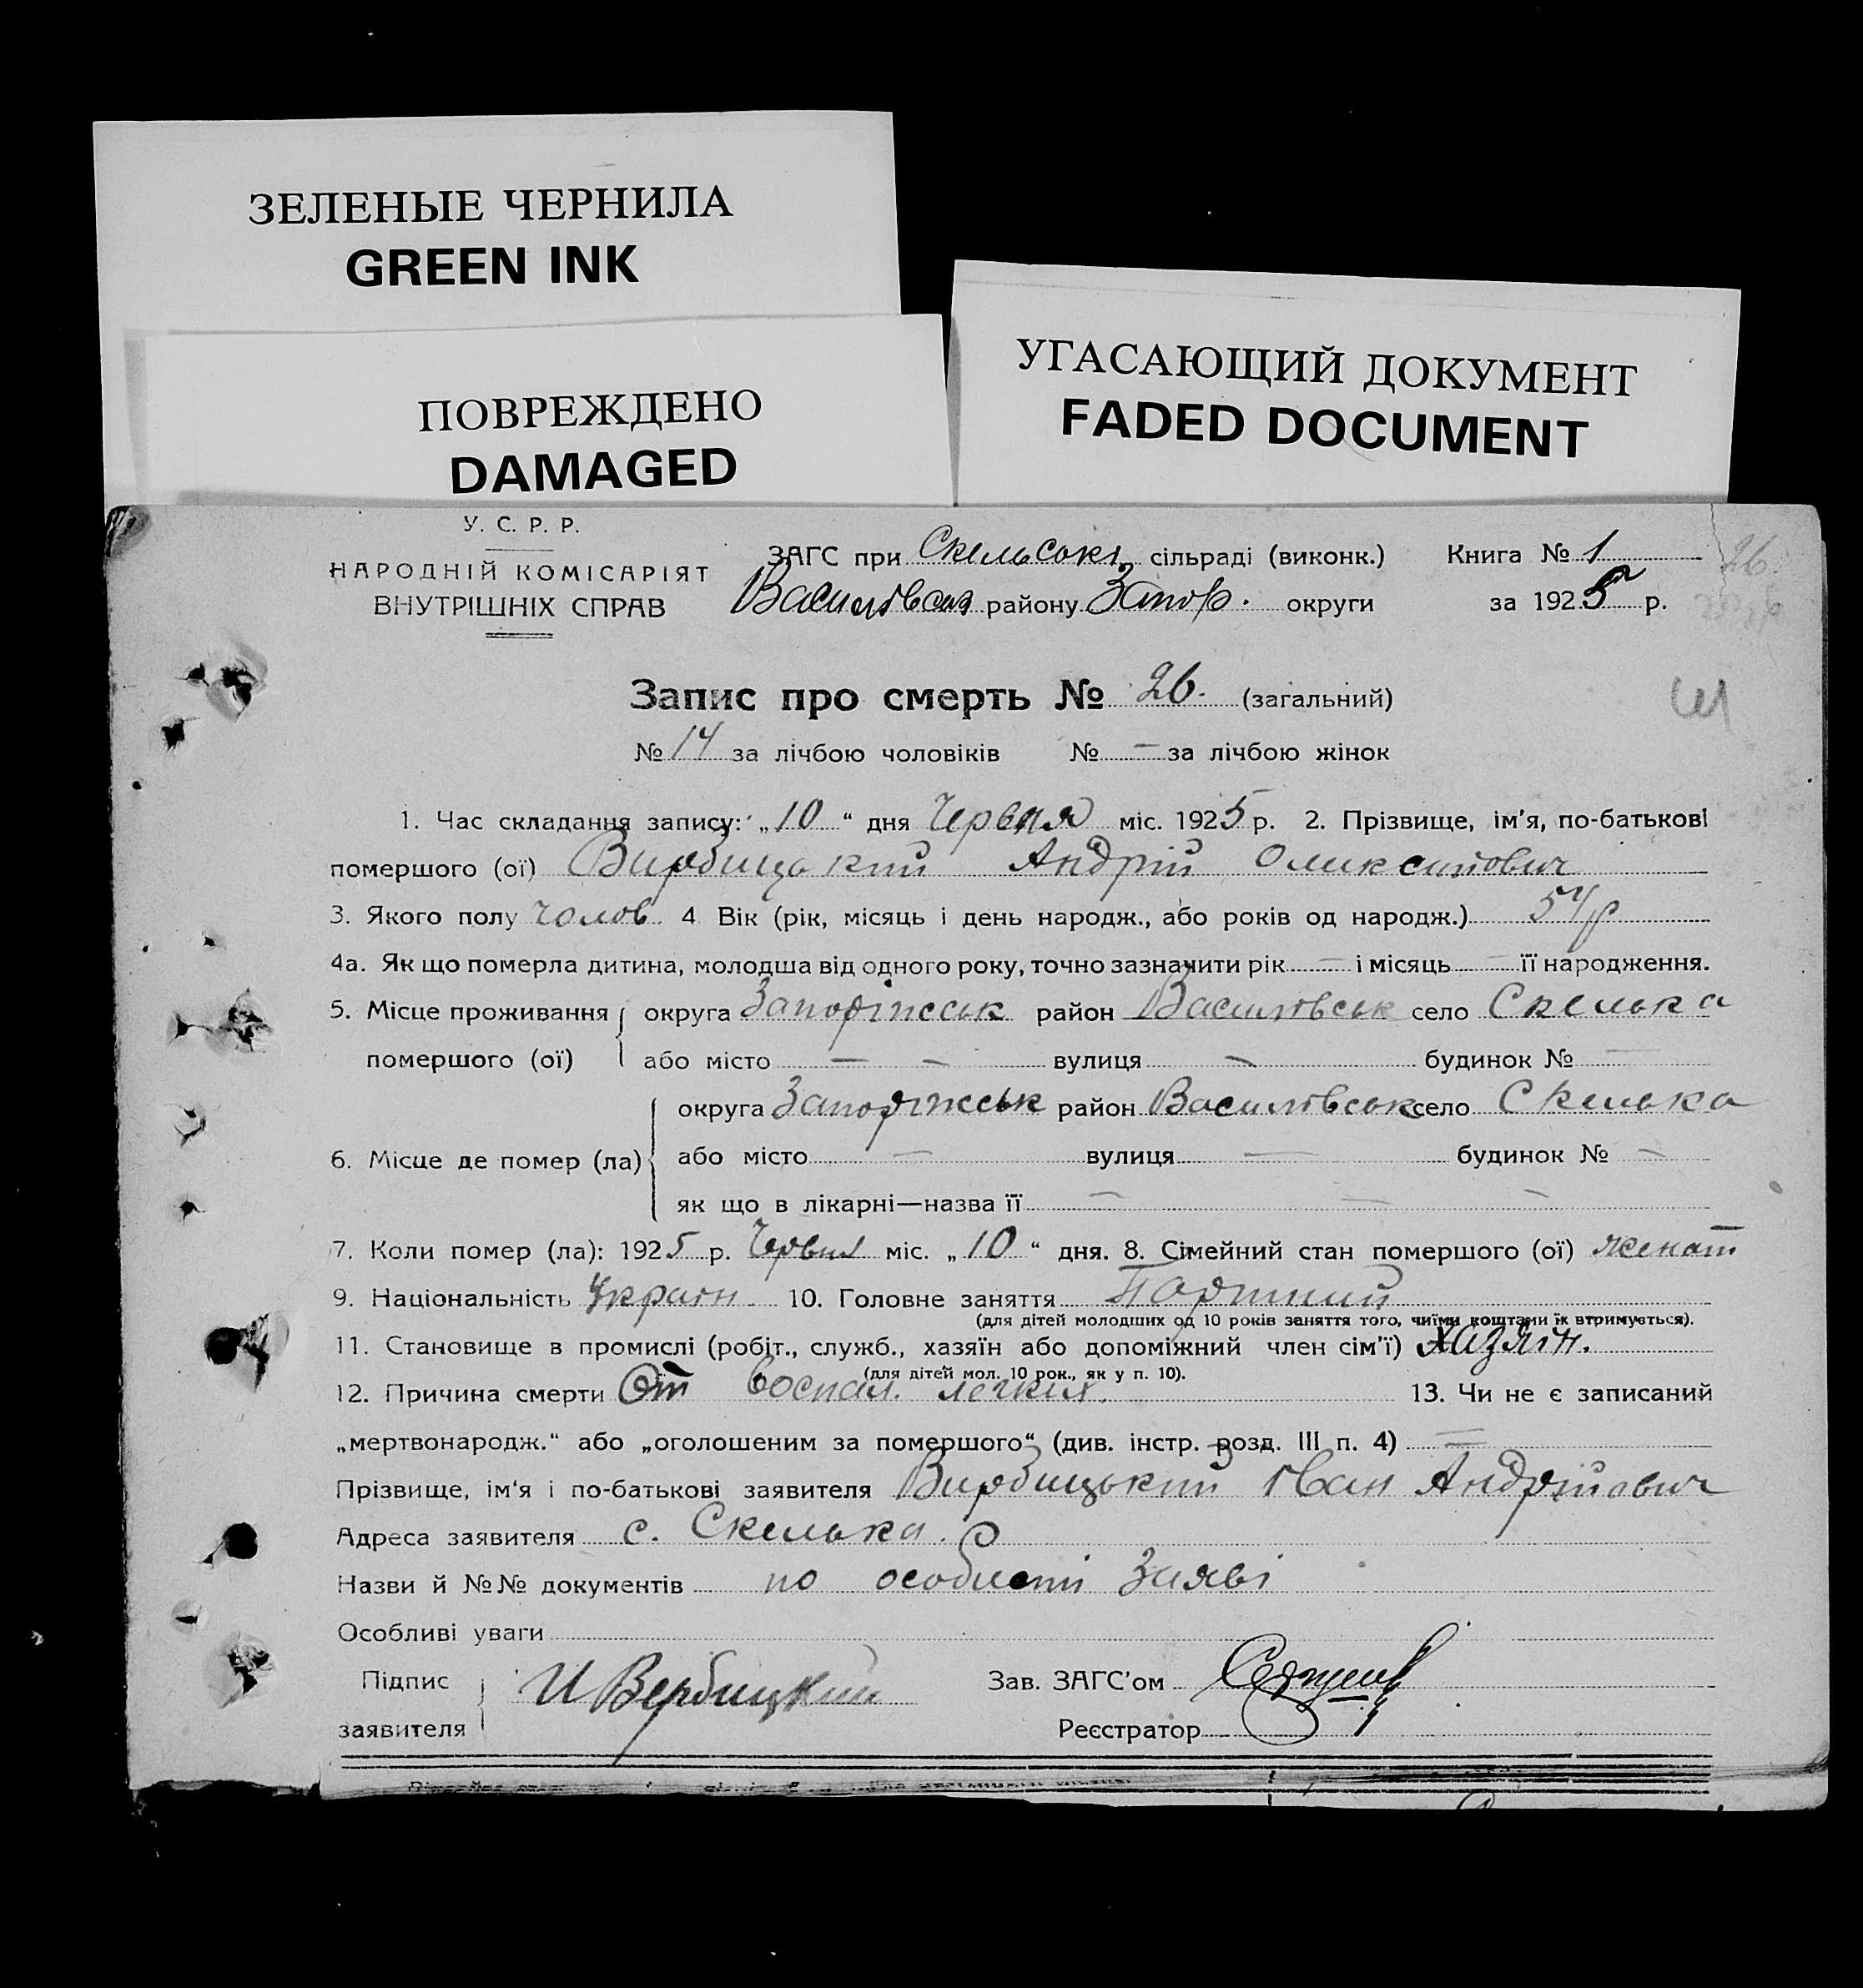 ЗЕЛЕНЫЕ ЧЕРНИЛА
GREEN INK
ПОВРЕЖДЕНО
DAMAGED
УГАСАЮЩИЙ ДОКУМЕНТ
FADED DOCUMENT
У. С. Р. Р.
НАРОДНІЙ КОМІСАРІЯТ
ВНУТРІШНІХ СПРАВ
ЗАГС при Скельські сільраді (виконк.) Книга № 1 26.
Василівськ району Запор. округи за 1925 р.
Запис про смерть № 26. (загальний)
№ 14 за лічбою чоловіків № — за лічбою жінок
1. Час складання запису: „10“ дня Червня міс. 1925 р. 2. Прізвище, ім'я, по-батькові
помершого (ої) Вирбицький Андрій Олексійович
3. Якого полу чолов. 4 Вік (рік, місяць і день народж., або років од народж.) 54 р
4а. Як що померла дитина, молодша від одного року, точно зазначити рік — і місяць — її народження.
5. Місце проживання помершого (ої) округа Запоріжськ район Василівськ село Скелька
або місто — — вулиця — будинок № —
6. Місце де помер (ла) округа Запоріжськ район Василівськ село Скелька
або місто — вулиця — будинок № —
як що в лікарні—назва її — — —
7. Коли помер (ла): 1925 р. Червня міс. „10“ дня. 8. Сімейний стан помершого (ої) женат
9. Національність Україн. 10. Головне заняття Портний
(для дітей молодших од 10 років заняття того, чиїми коштами їх втримується).
11. Становище в промислі (робіт., служб., хазяїн або допоміжний член сім'ї) хазяїн.
(для дітей мол. 10 рок., як у п. 10).
12. Причина смерти От воспал. легких. 13. Чи не є записаний
„мертвонародж.“ або „оголошеним за помершого“ (див. інстр. розд. III п. 4) —
Прізвище, ім'я і по-батькові заявителя Вирбицький Іван Андрійович
Адреса заявителя с. Скелька.
Назви й №№ документів по особисті заяві
Особливі уваги
Підпис заявителя И Вербицкий Зав. ЗАГС'ом
Реєстратор